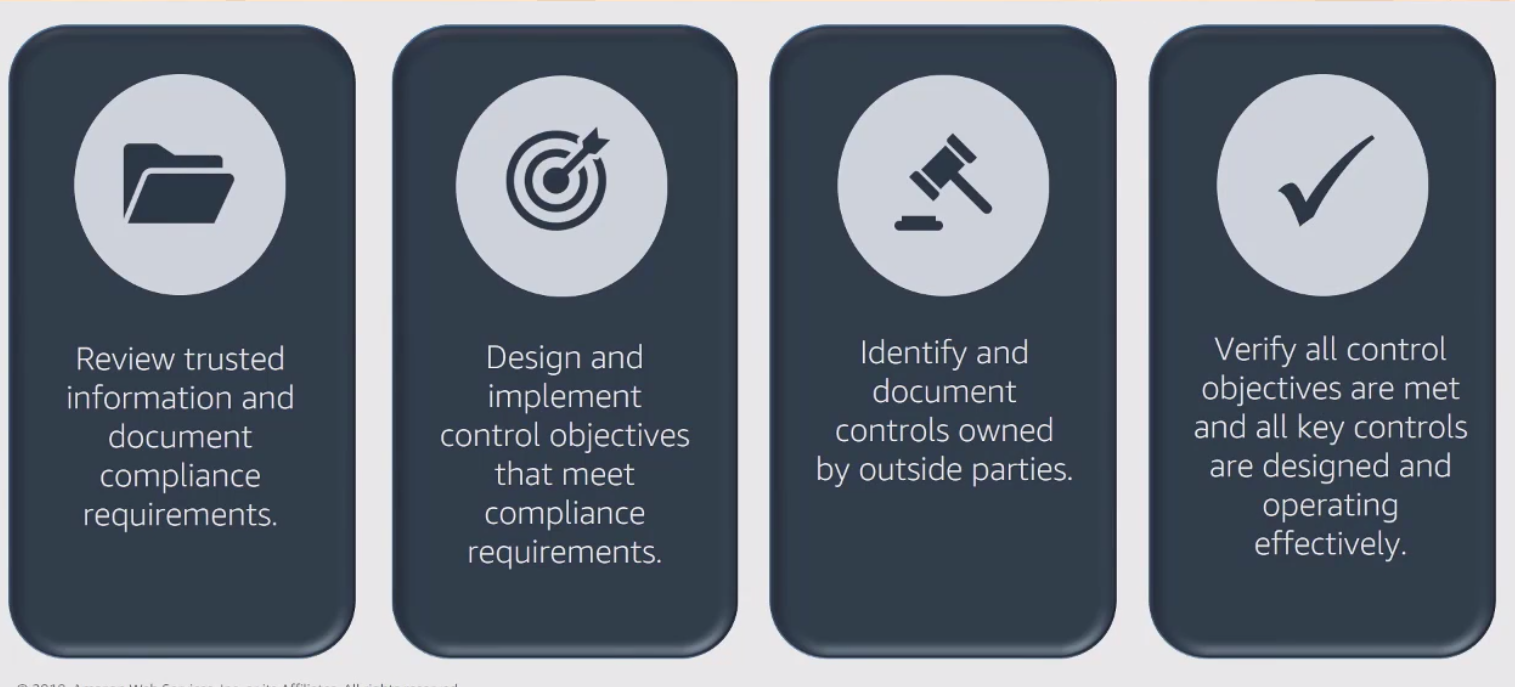 Review trusted
information and
document
compliance
requirements.
Design and
implement
control objectives
that meet
compliance
requirements.
Identify and
document
controls owned
by outside parties.
Verify all control
objectives are met
and all key controls
are designed and
operating
effectively.
Amazon Web Services, Inc. or its Affiliates. All rights reserved.